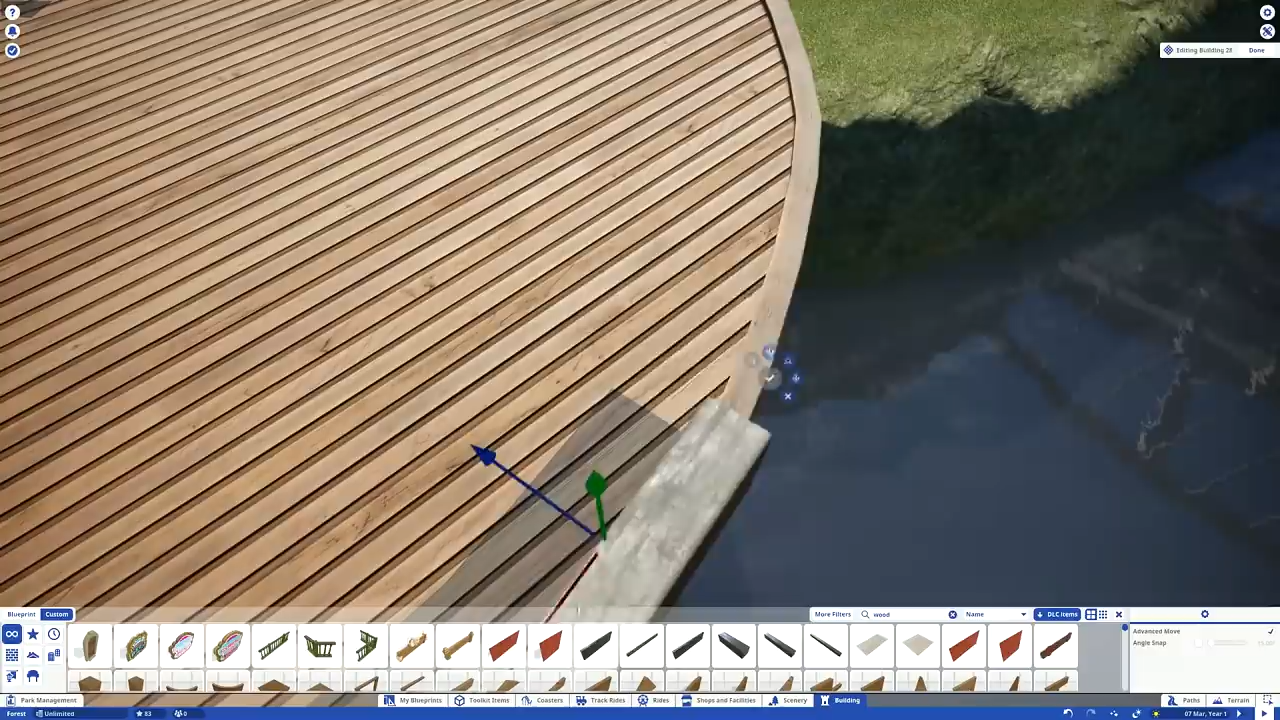 ?
Editing Building 28 Done
Blueprint Custom
More Filters wood Name DLC Items
Advanced Move
Angle Snap
Park Management My Blueprints Toolkit Items Coasters Track Rides Rides Shops and Facilities Scenery Building Paths Terrain
Forest Unlimited 83 0 07 Mar, Year 1